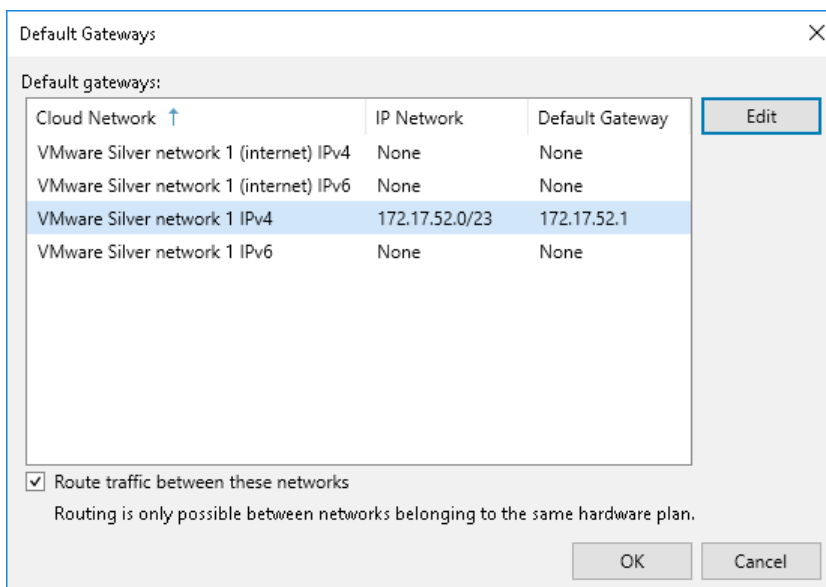 Default Gateways
Default gateways:
Cloud Network ↑ IP Network Default Gateway
Edit
VMware Silver network 1 (internet) IPv4 None None
VMware Silver network 1 (internet) IPv6 None None
VMware Silver network 1 IPv4 172.17.52.0/23 172.17.52.1
VMware Silver network 1 IPv6 None None
Route traffic between these networks
Routing is only possible between networks belonging to the same hardware plan.
OK Cancel